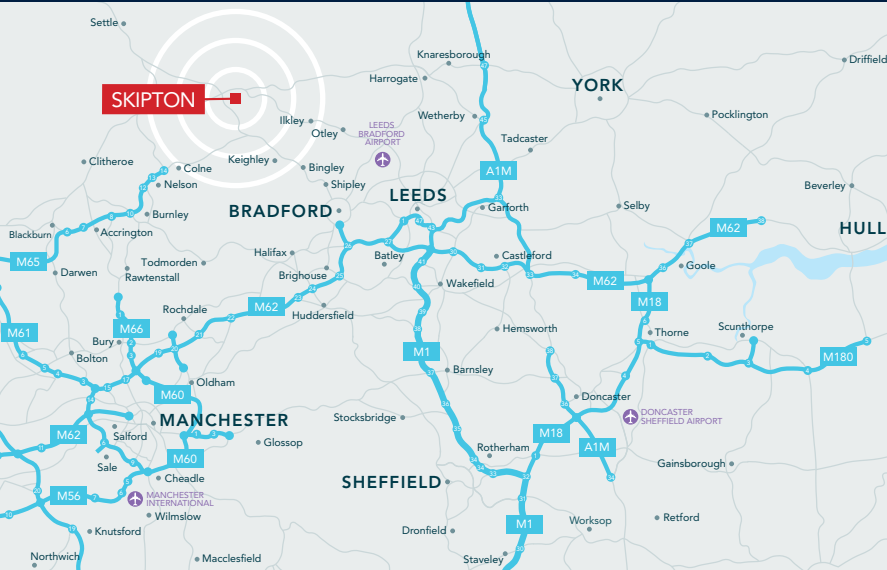 Settle
Knaresborough
Driffield
Harrogate
YORK
SKIPTON
Ilkley
Otley
LEEDS
BRADFORD
AIRPORT
Wetherby
Pocklington
Tadcaster
Clitheroe
Colne
Keighley
Bingley
A1M
Nelson
Shipley
Beverley
LEEDS
BRADFORD
Garforth
Selby
Burnley
Blackburn
Accrington
M62
HULL
Halifax
Batley
Castleford
M65
Todmorden
Goole
Darwen
Rawtenstall
Brighouse
Wakefield
M62
M18
Rochdale
M62
Huddersfield
M61
M66
Hemsworth
Thorne
Scunthorpe
Bury
Bolton
M1
M180
Barnsley
Oldham
M60
Doncaster
MANCHESTER
Stocksbridge
DONCASTER
SHEFFIELD AIRPORT
M62
Salford
M18
Glossop
A1M
Rotherham
M60
Sale
Gainsborough
Cheadle
SHEFFIELD
M56
MANCHESTER
INTERNATIONAL
Wilmslow
Retford
M1
Worksop
Knutsford
Dronfield
Northwich
Macclesfield
Staveley